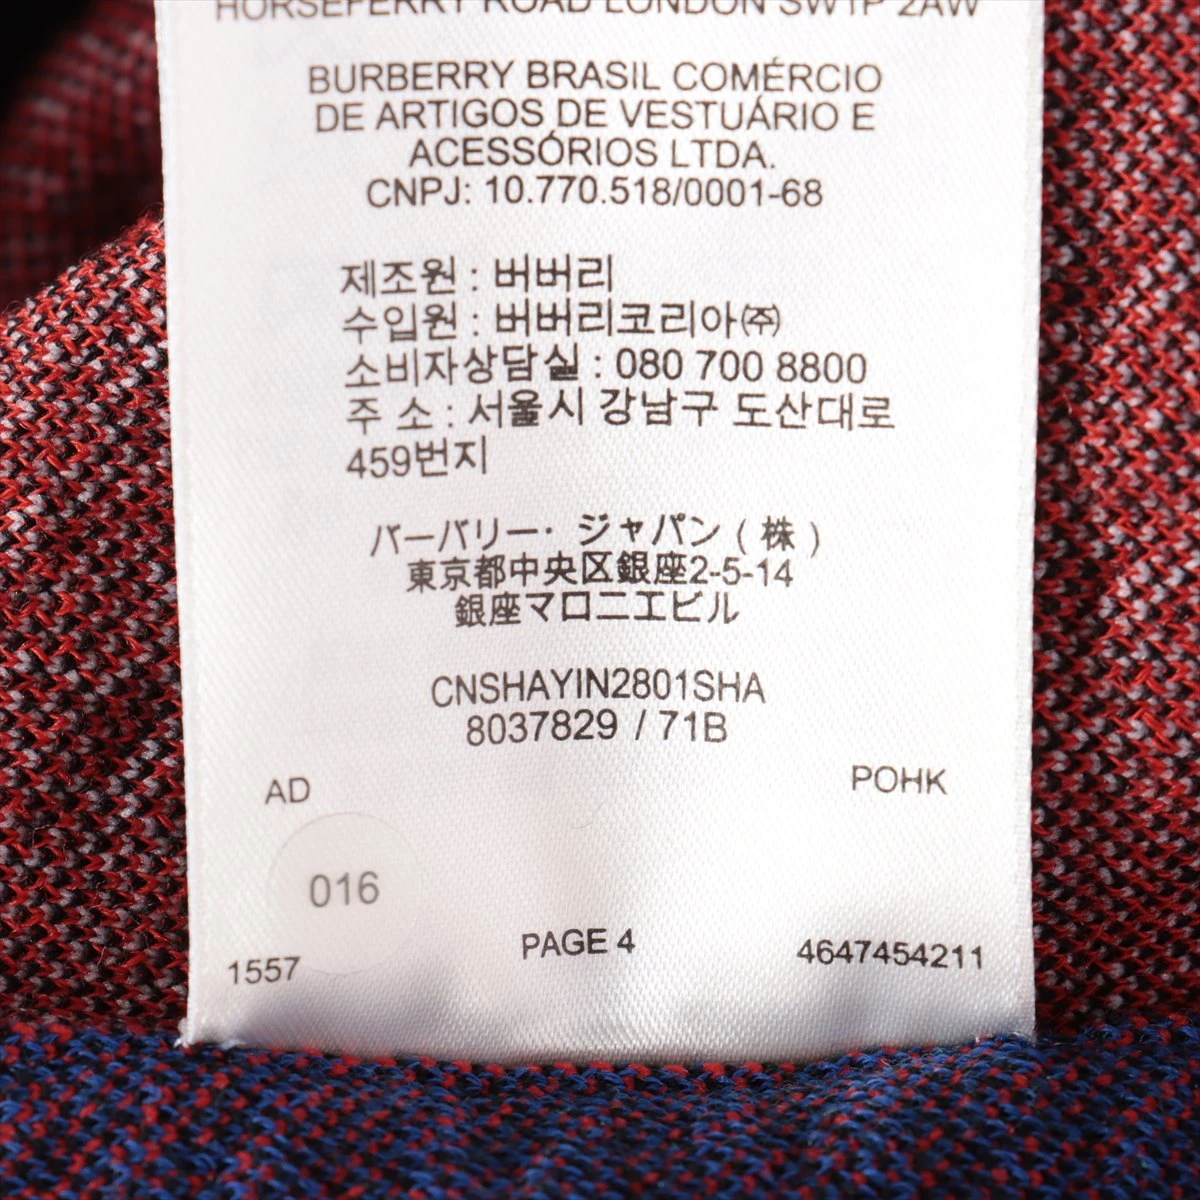 HORSEFERRY ROAD LONDON SW1P 2AW
BURBERRY BRASIL COMÉRCIO
DE ARTIGOS DE VESTUÁRIO E
ACESSÓRIOS LTDA.
CNPJ: 10.770.518/0001-68
제조원 : 버버리
수입원 : 버버리코리아㈜
소비자상담실 : 080 700 8800
주 소 : 서울시 강남구 도산대로
459번지
バーバリー・ジャパン(株)
東京都中央区銀座2-5-14
銀座マロニエビル
CNSHAYIN2801SHA
8037829 / 71B
AD POHK
016
1557 PAGE 4 4647454211